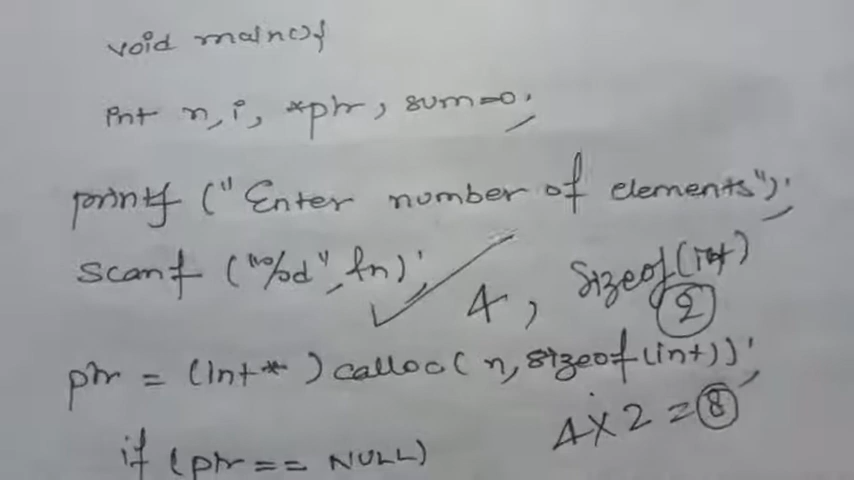 void main(){
int n, i, *ptr, sum=0;
printf ("Enter number of elements");
scanf ("%d", &n);
4, sizeof(int)
2
ptr = (int*) calloc(n, sizeof(int));
4x2 = 8
if (ptr == NULL)